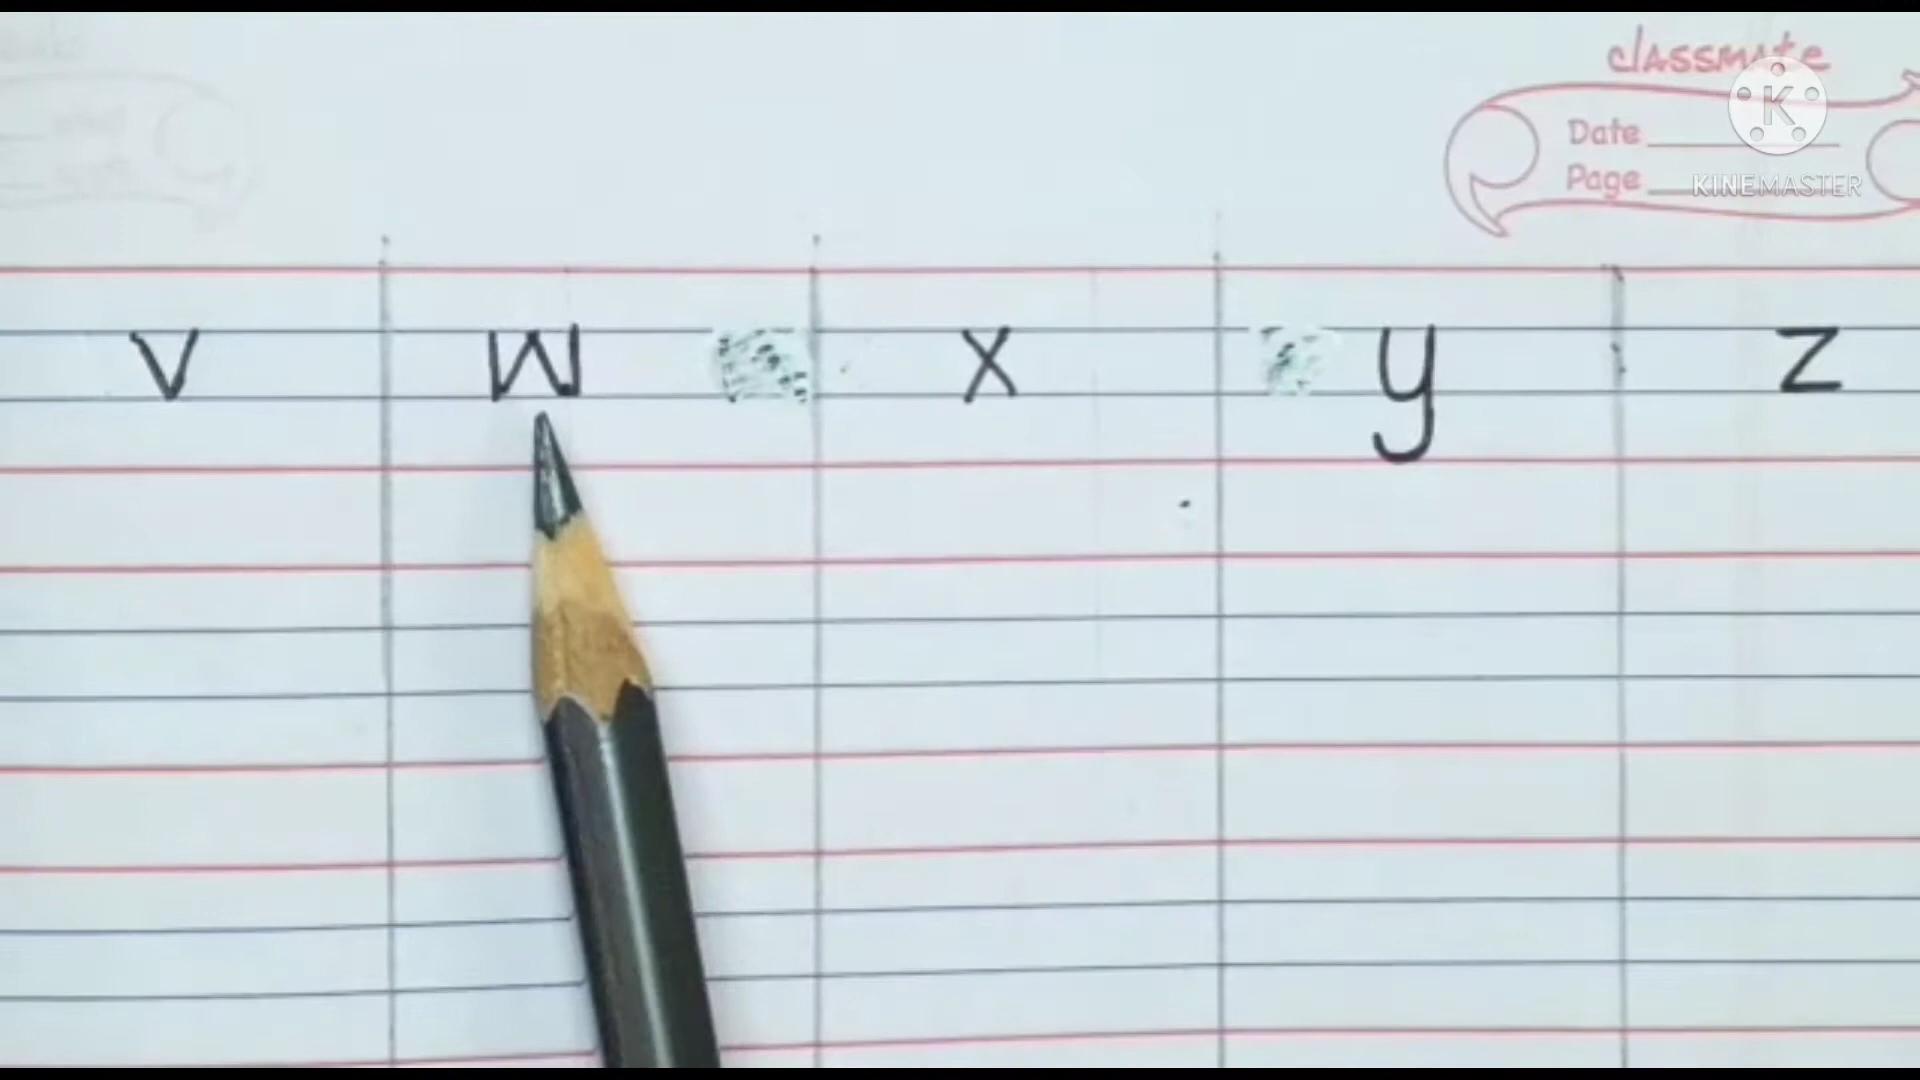 classmate
Date
Page
KINEMASTER
v w x y z